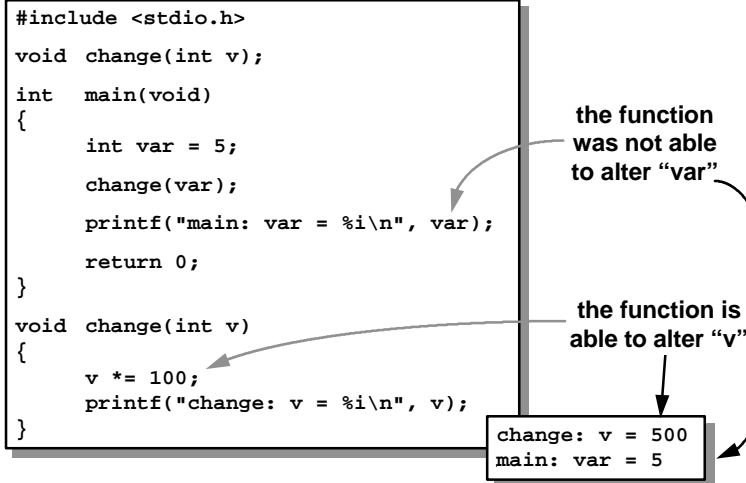 #include <stdio.h>
void change(int v);
int main(void)
{
int var = 5;
change(var);
printf("main: var = %i\n", var);
return 0;
}
void change(int v)
{
v *= 100;
printf("change: v = %i\n", v);
}
the function
was not able
to alter “var”
the function is
able to alter “v”
change: v = 500
main: var = 5